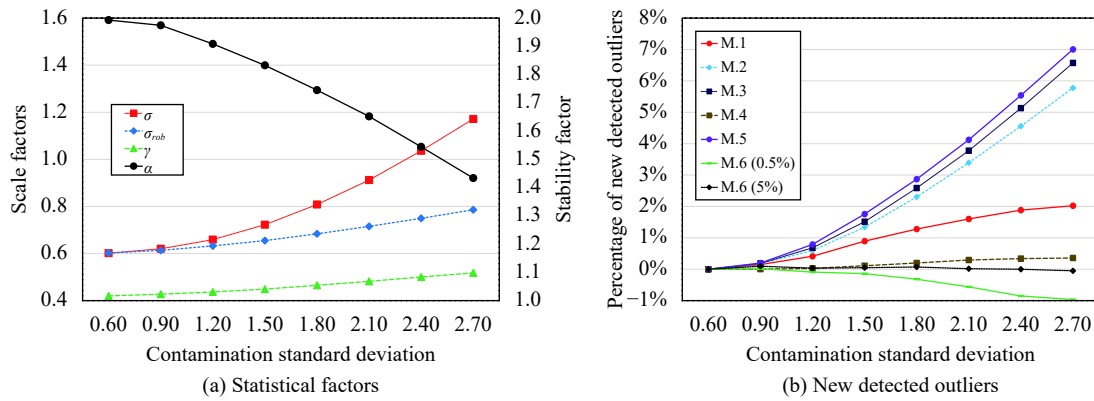 Scale factors
1.6
1.4
1.2
1.0
0.8
0.6
0.4
σ
σrob
γ
α
2.0
1.9
1.8
1.7
1.6
1.5
1.4
1.3
1.2
1.1
1.0
Stability factor
0.60 0.90 1.20 1.50 1.80 2.10 2.40 2.70
Contamination standard deviation
(a) Statistical factors
Percentage of new detected outliers
8%
7%
6%
5%
4%
3%
2%
1%
0%
−1%
M.1
M.2
M.3
M.4
M.5
M.6 (0.5%)
M.6 (5%)
0.60 0.90 1.20 1.50 1.80 2.10 2.40 2.70
Contamination standard deviation
(b) New detected outliers